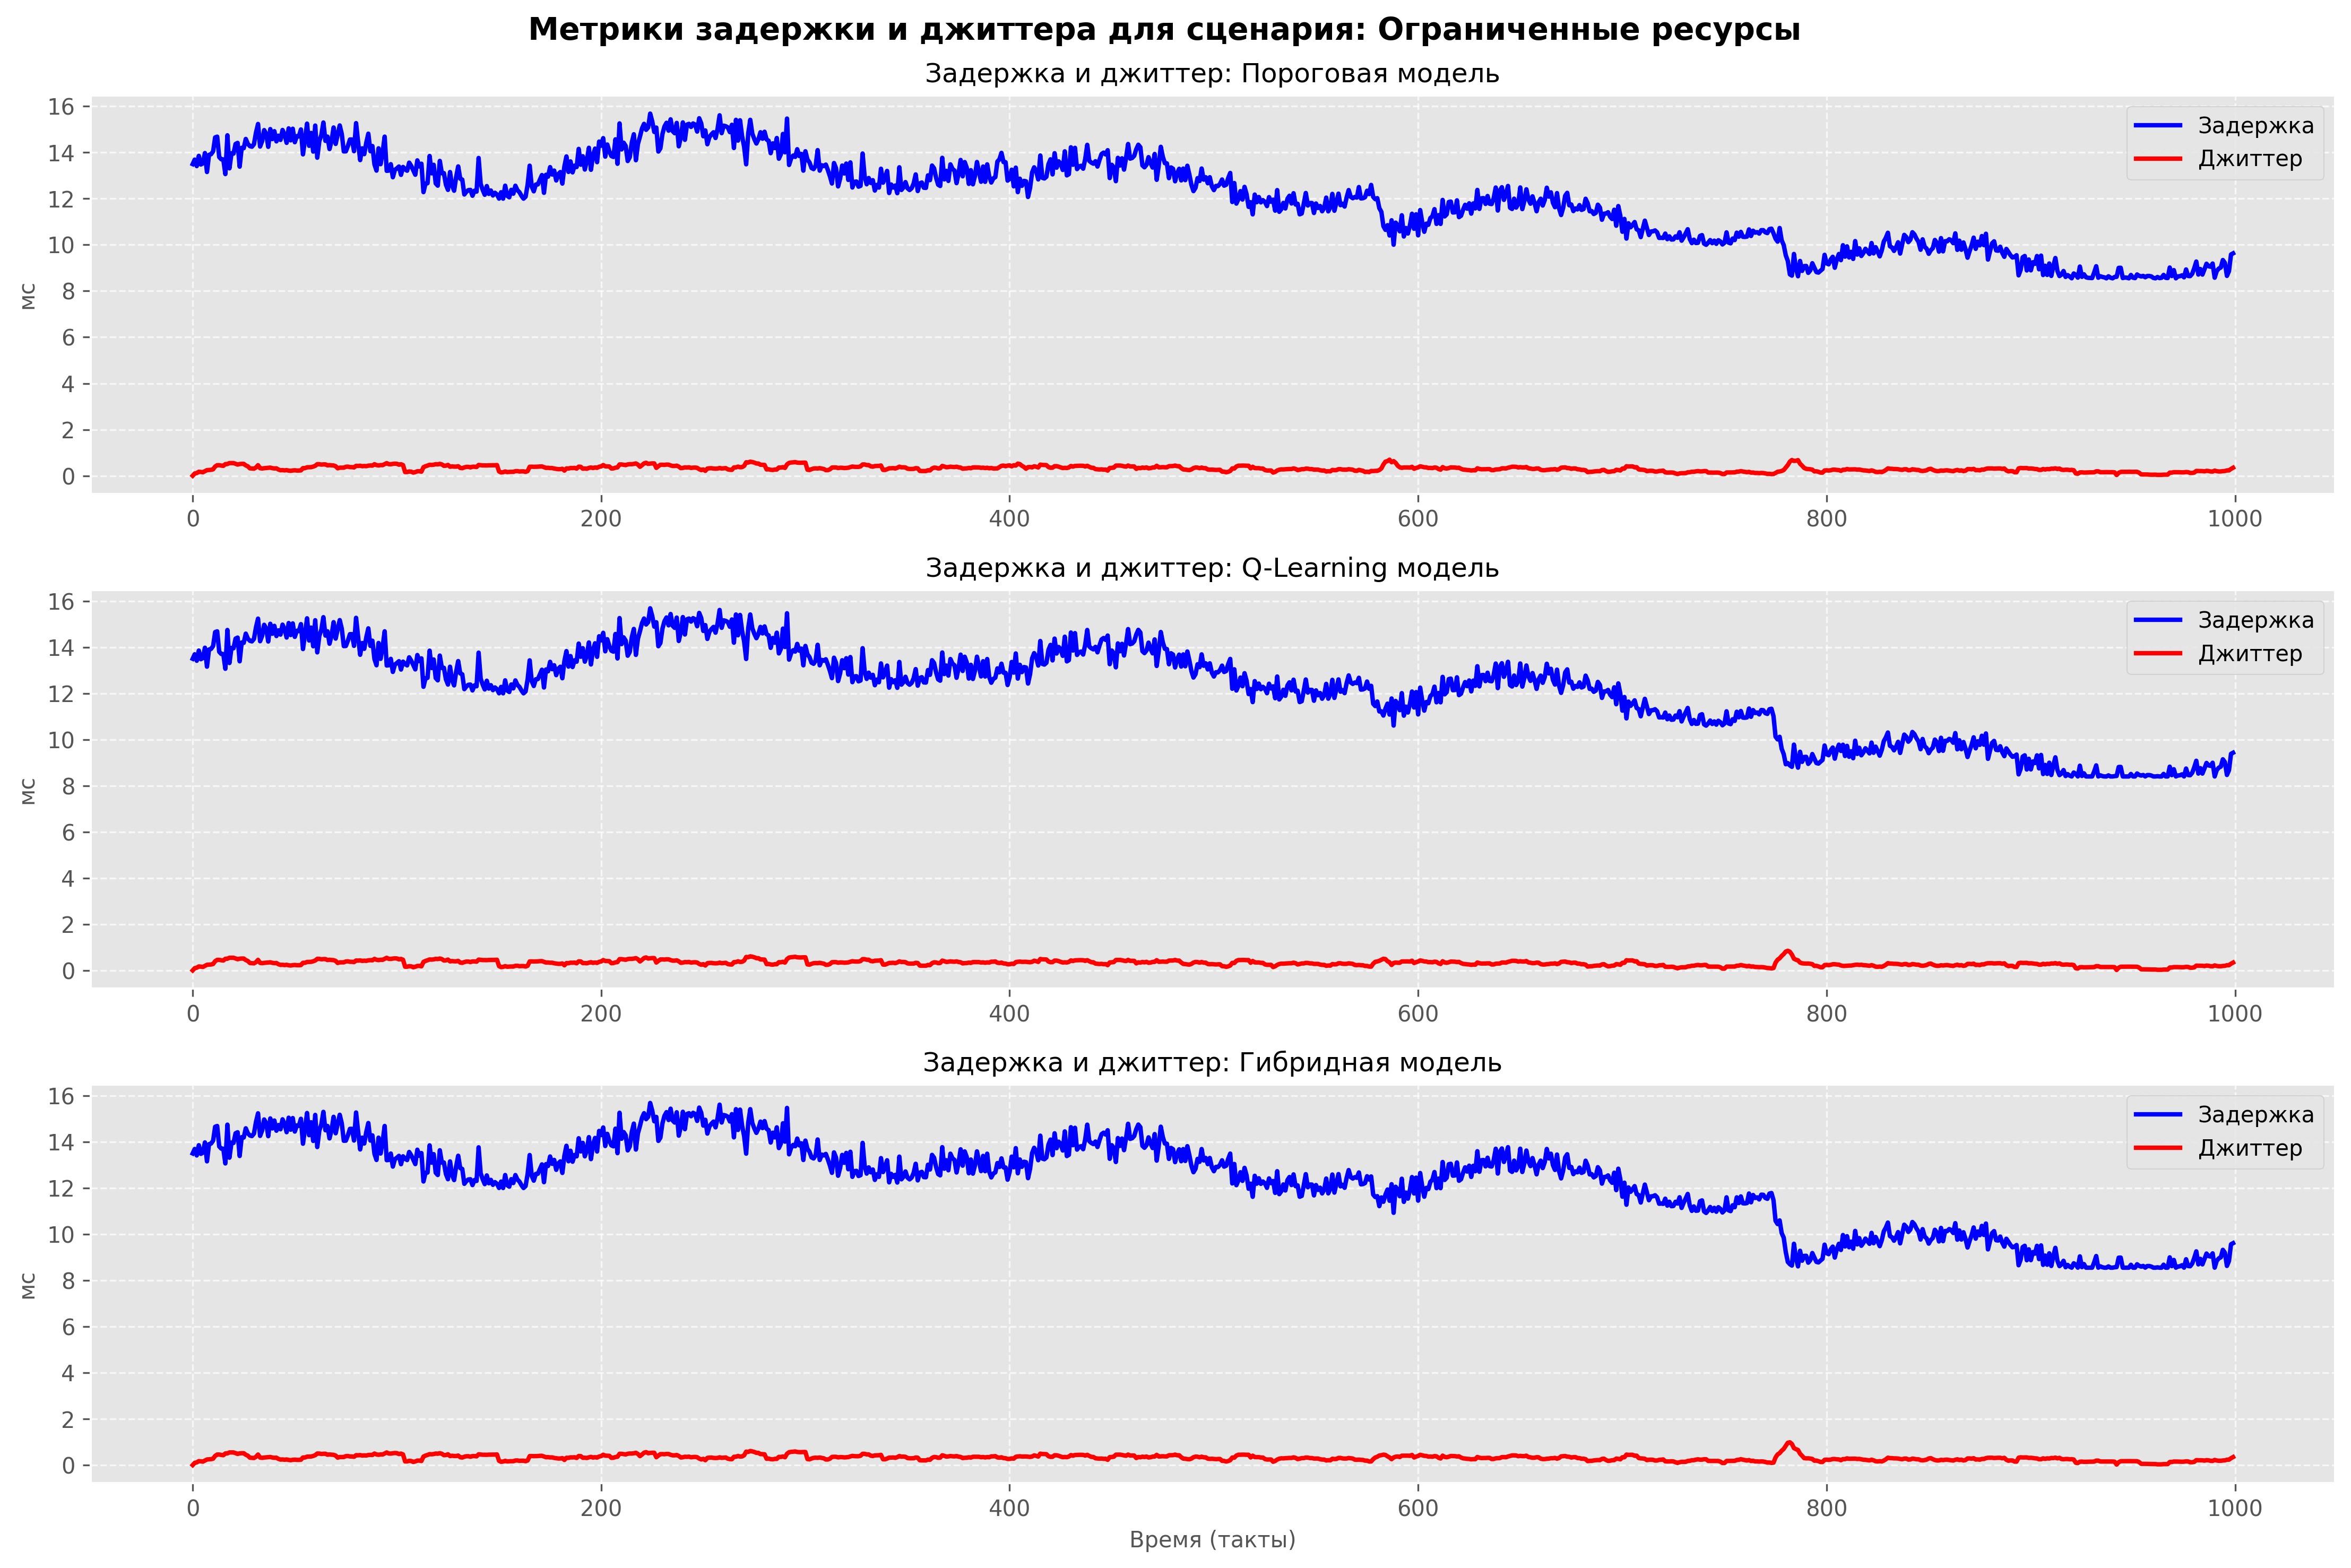 Метрики задержки и джиттера для сценария: Ограниченные ресурсы
Задержка и джиттер: Пороговая модель
16
14
12
10
8
6
4
2
0
мс
Задержка
Джиттер
0 200 400 600 800 1000
Задержка и джиттер: Q-Learning модель
16
14
12
10
8
6
4
2
0
мс
Задержка
Джиттер
0 200 400 600 800 1000
Задержка и джиттер: Гибридная модель
16
14
12
10
8
6
4
2
0
мс
Задержка
Джиттер
0 200 400 600 800 1000
Время (такты)